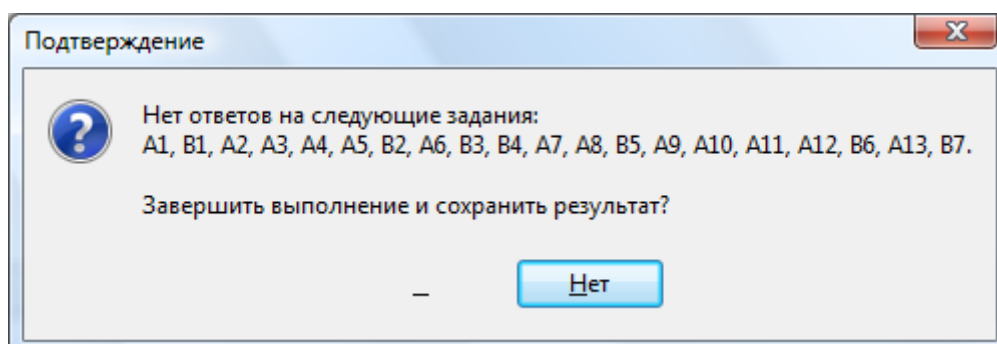 Подтверждение
Нет ответов на следующие задания:
A1, B1, A2, A3, A4, A5, B2, A6, B3, B4, A7, A8, B5, A9, A10, A11, A12, B6, A13, B7.
Завершить выполнение и сохранить результат?
Нет